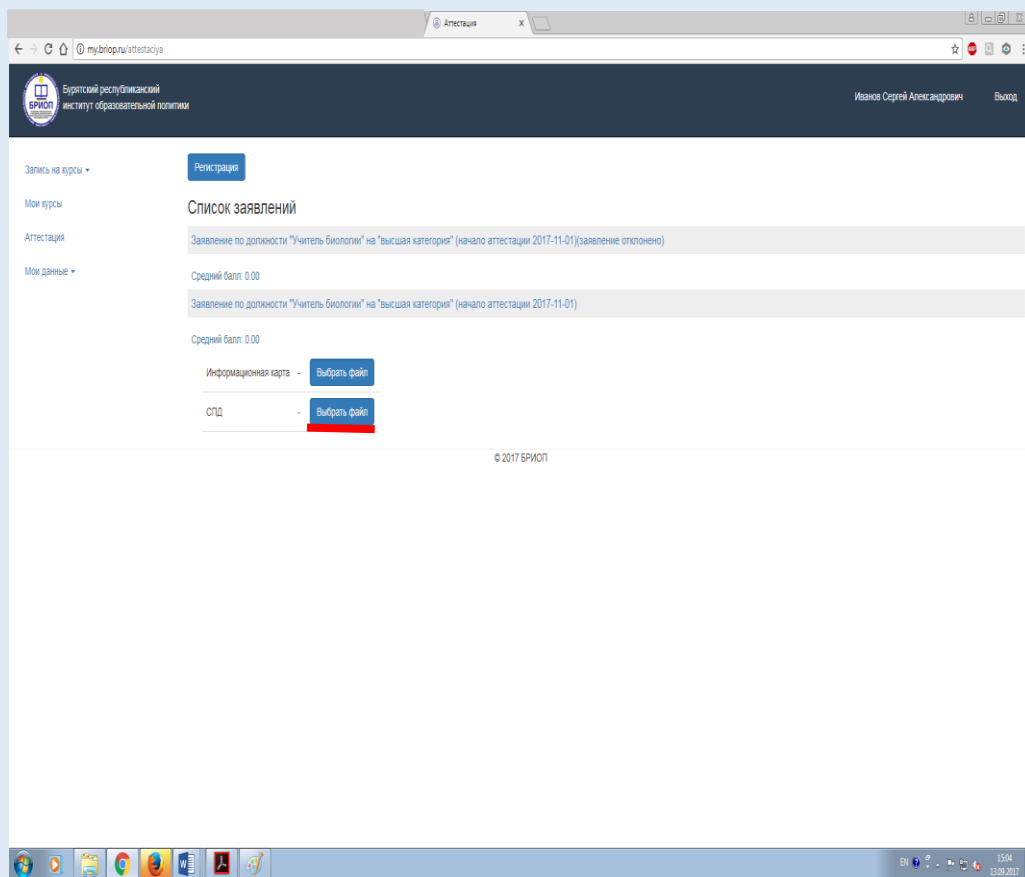 Аттестация
my.briop.ru/attestaciya
БРИОП
Бурятский республиканский
институт образовательной политики
Иванов Сергей Александрович
Выход
Запись на курсы
Мои курсы
Аттестация
Мои данные
Регистрация
Список заявлений
Заявление по должности "Учитель биологии" на "высшая категория" (начало аттестации 2017-11-01)(заявление отклонено)
Средний балл: 0.00
Заявление по должности "Учитель биологии" на "высшая категория" (начало аттестации 2017-11-01)
Средний балл: 0.00
Информационная карта - Выбрать файл
СПД - Выбрать файл
© 2017 БРИОП
EN
15:04
13.09.2017